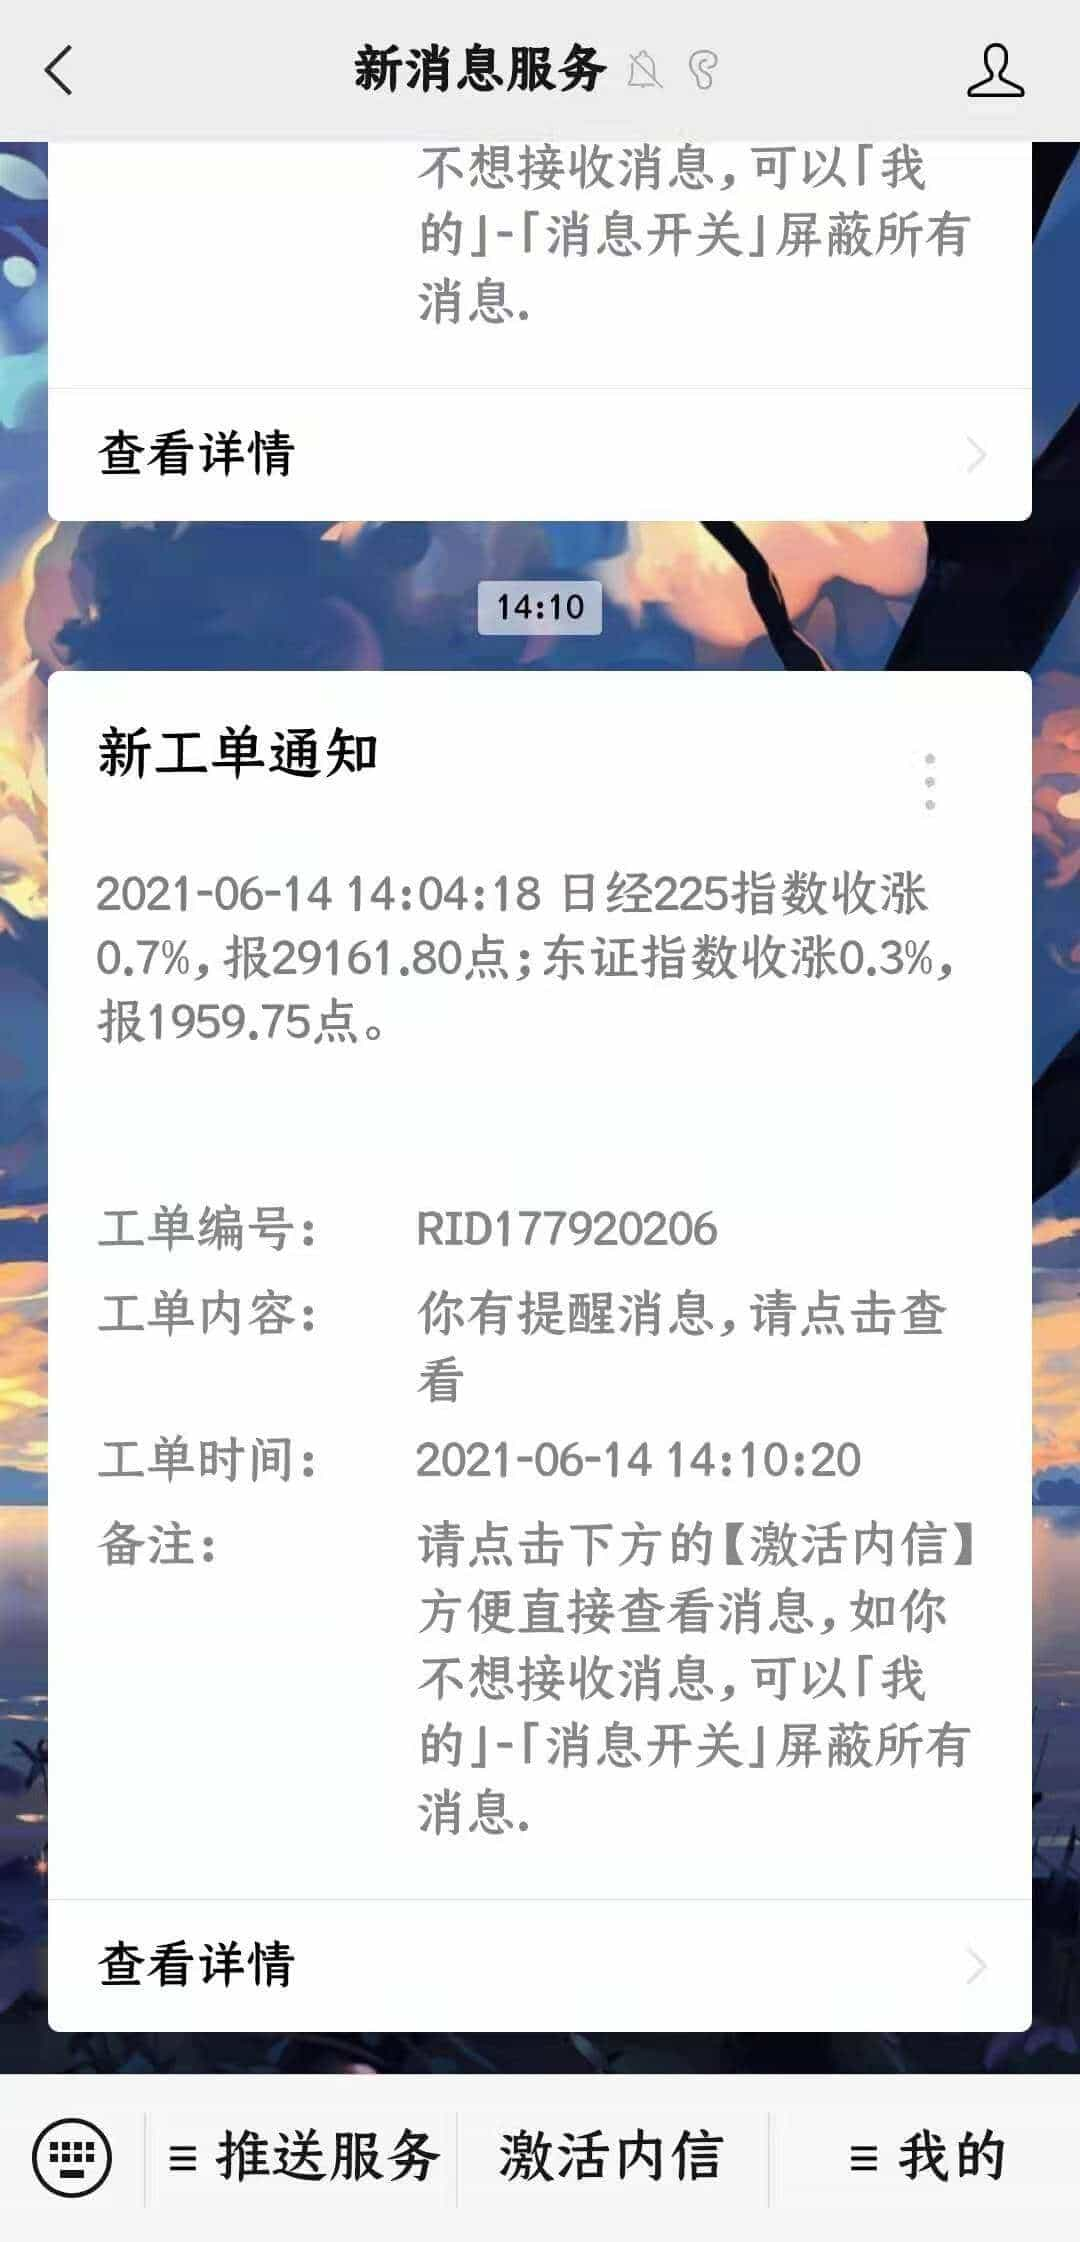 新消息服务
不想接收消息，可以「我
的」-「消息开关」屏蔽所有
消息.
查看详情
14:10
新工单通知
2021-06-14 14:04:18 日经225指数收涨
0.7%，报29161.80点；东证指数收涨0.3%，
报1959.75点。
工单编号： RID177920206
工单内容： 你有提醒消息，请点击查
看
工单时间： 2021-06-14 14:10:20
备注： 请点击下方的【激活内信】
方便直接查看消息，如你
不想接收消息，可以「我
的」-「消息开关」屏蔽所有
消息.
查看详情
推送服务 激活内信 我的